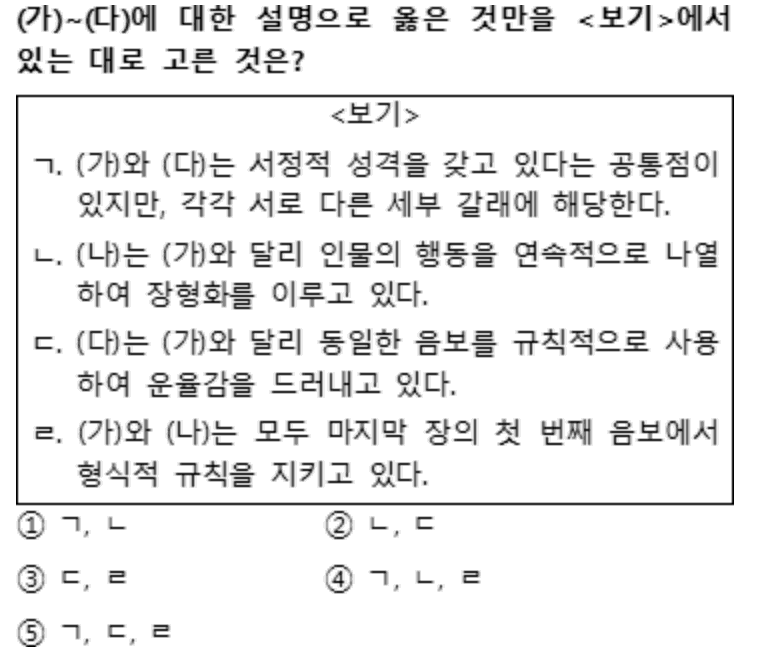 (가)~(다)에 대한 설명으로 옳은 것만을 <보기>에서
있는 대로 고른 것은?
<보기>
ㄱ. (가)와 (다)는 서정적 성격을 갖고 있다는 공통점이
있지만, 각각 서로 다른 세부 갈래에 해당한다.
ㄴ. (나)는 (가)와 달리 인물의 행동을 연속적으로 나열
하여 장형화를 이루고 있다.
ㄷ. (다)는 (가)와 달리 동일한 음보를 규칙적으로 사용
하여 운율감을 드러내고 있다.
ㄹ. (가)와 (나)는 모두 마지막 장의 첫 번째 음보에서
형식적 규칙을 지키고 있다.
① ㄱ, ㄴ ② ㄴ, ㄷ
③ ㄷ, ㄹ ④ ㄱ, ㄴ, ㄹ
⑤ ㄱ, ㄷ, ㄹ